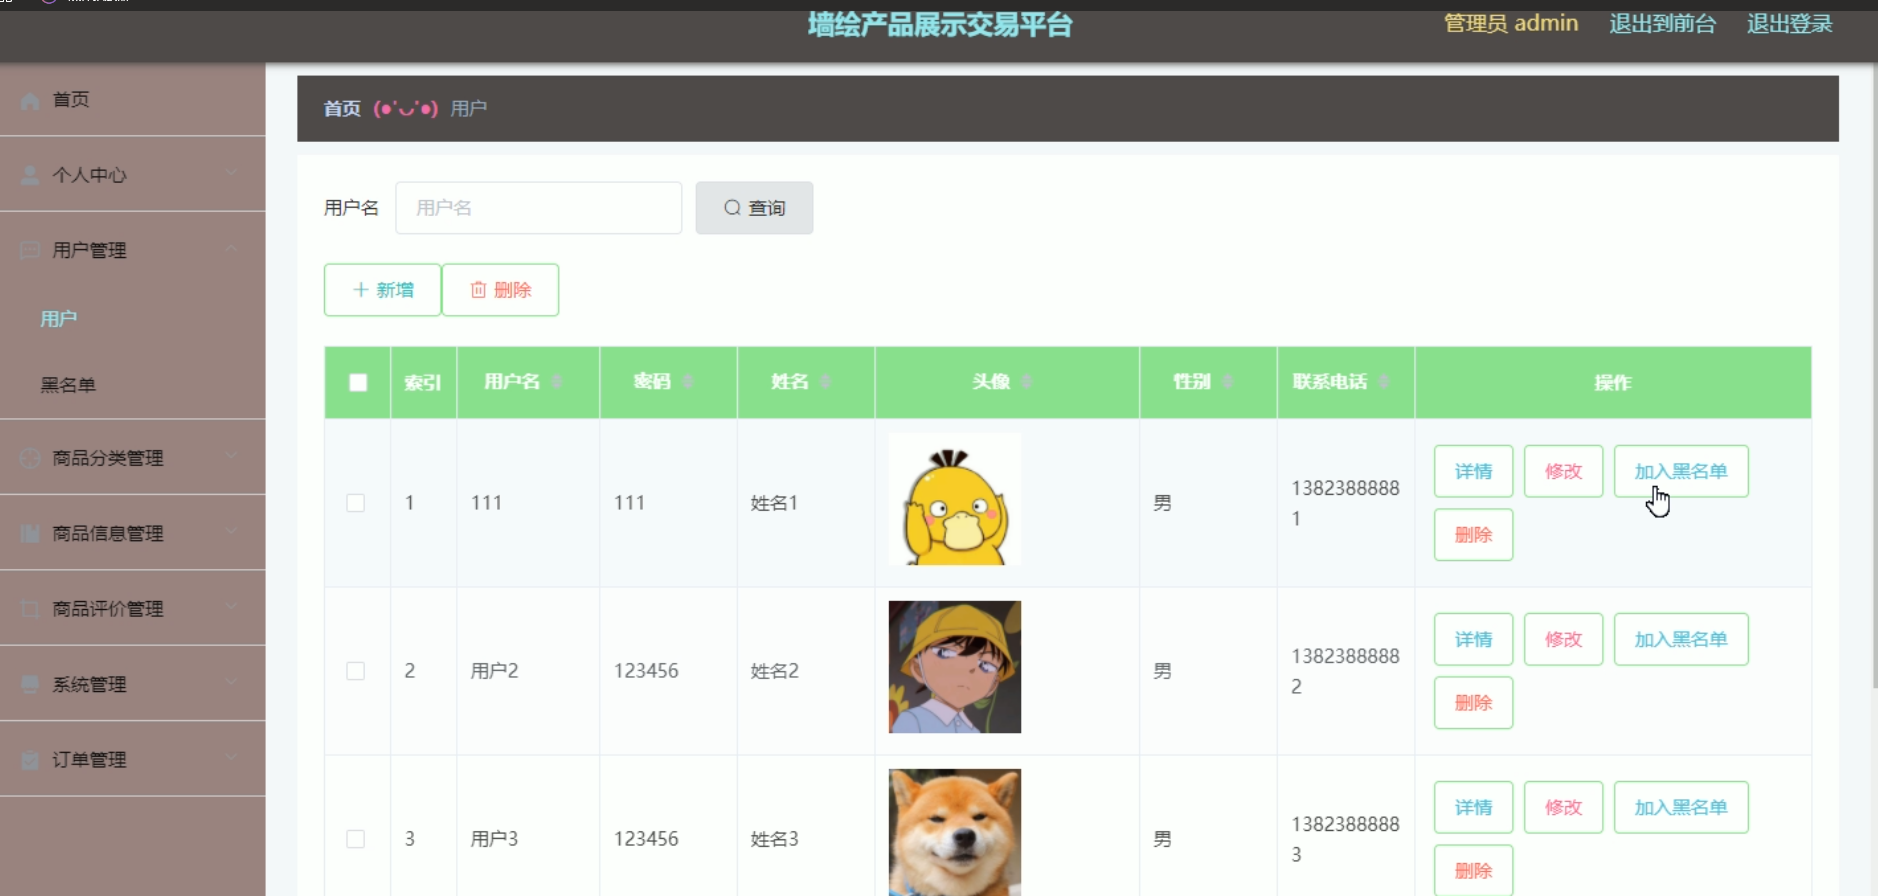 墙绘产品展示交易平台
管理员 admin 退出到前台 退出登录
首页
个人中心
用户管理
用户
黑名单
商品分类管理
商品信息管理
商品评价管理
系统管理
订单管理
首页 (●'◡'●) 用户
用户名 用户名 查询
+ 新增 删除
索引 用户名 密码 姓名 头像 性别 联系电话 操作
1 111 111 姓名1 男 1382388888
1
详情 修改 加入黑名单
删除
2 用户2 123456 姓名2 男 1382388888
2
详情 修改 加入黑名单
删除
3 用户3 123456 姓名3 男 1382388888
3
详情 修改 加入黑名单
删除